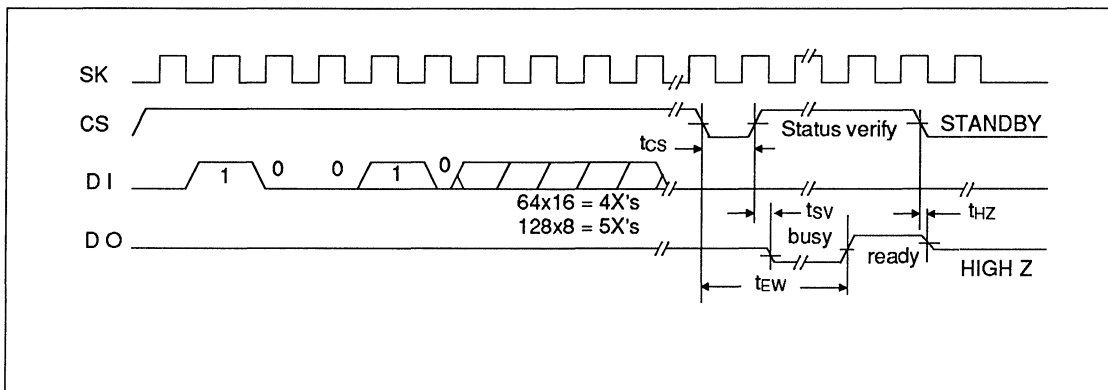 SK
CS
Status verify
STANDBY
tCS
DI
1 0 0 1 0
64x16 = 4X's
128x8 = 5X's
tSV
tHZ
DO
busy
ready
HIGH Z
tEW